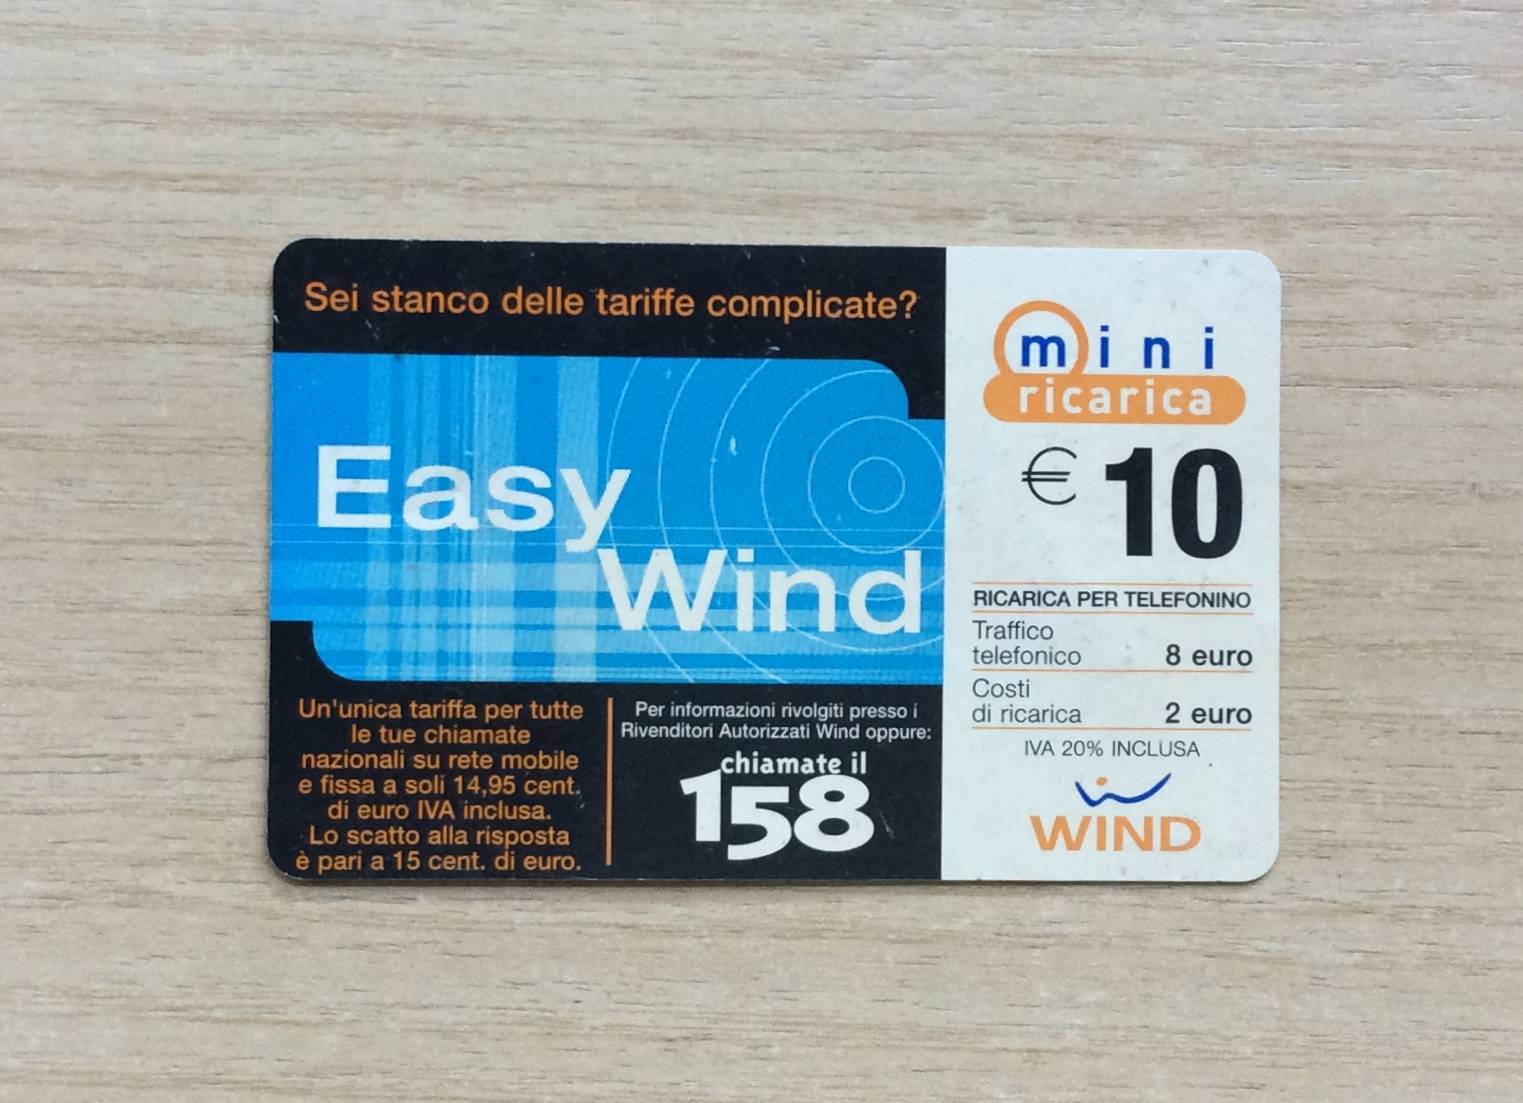 Sei stanco delle tariffe complicate?
Easy
Wind
Un'unica tariffa per tutte
le tue chiamate
nazionali su rete mobile
e fissa a soli 14,95 cent.
di euro IVA inclusa.
Lo scatto alla risposta
è pari a 15 cent. di euro.
Per informazioni rivolgiti presso i
Rivenditori Autorizzati Wind oppure:
chiamate il
158
mini
ricarica
€ 10
RICARICA PER TELEFONINO
Traffico
telefonico 8 euro
Costi
di ricarica 2 euro
IVA 20% INCLUSA
WIND